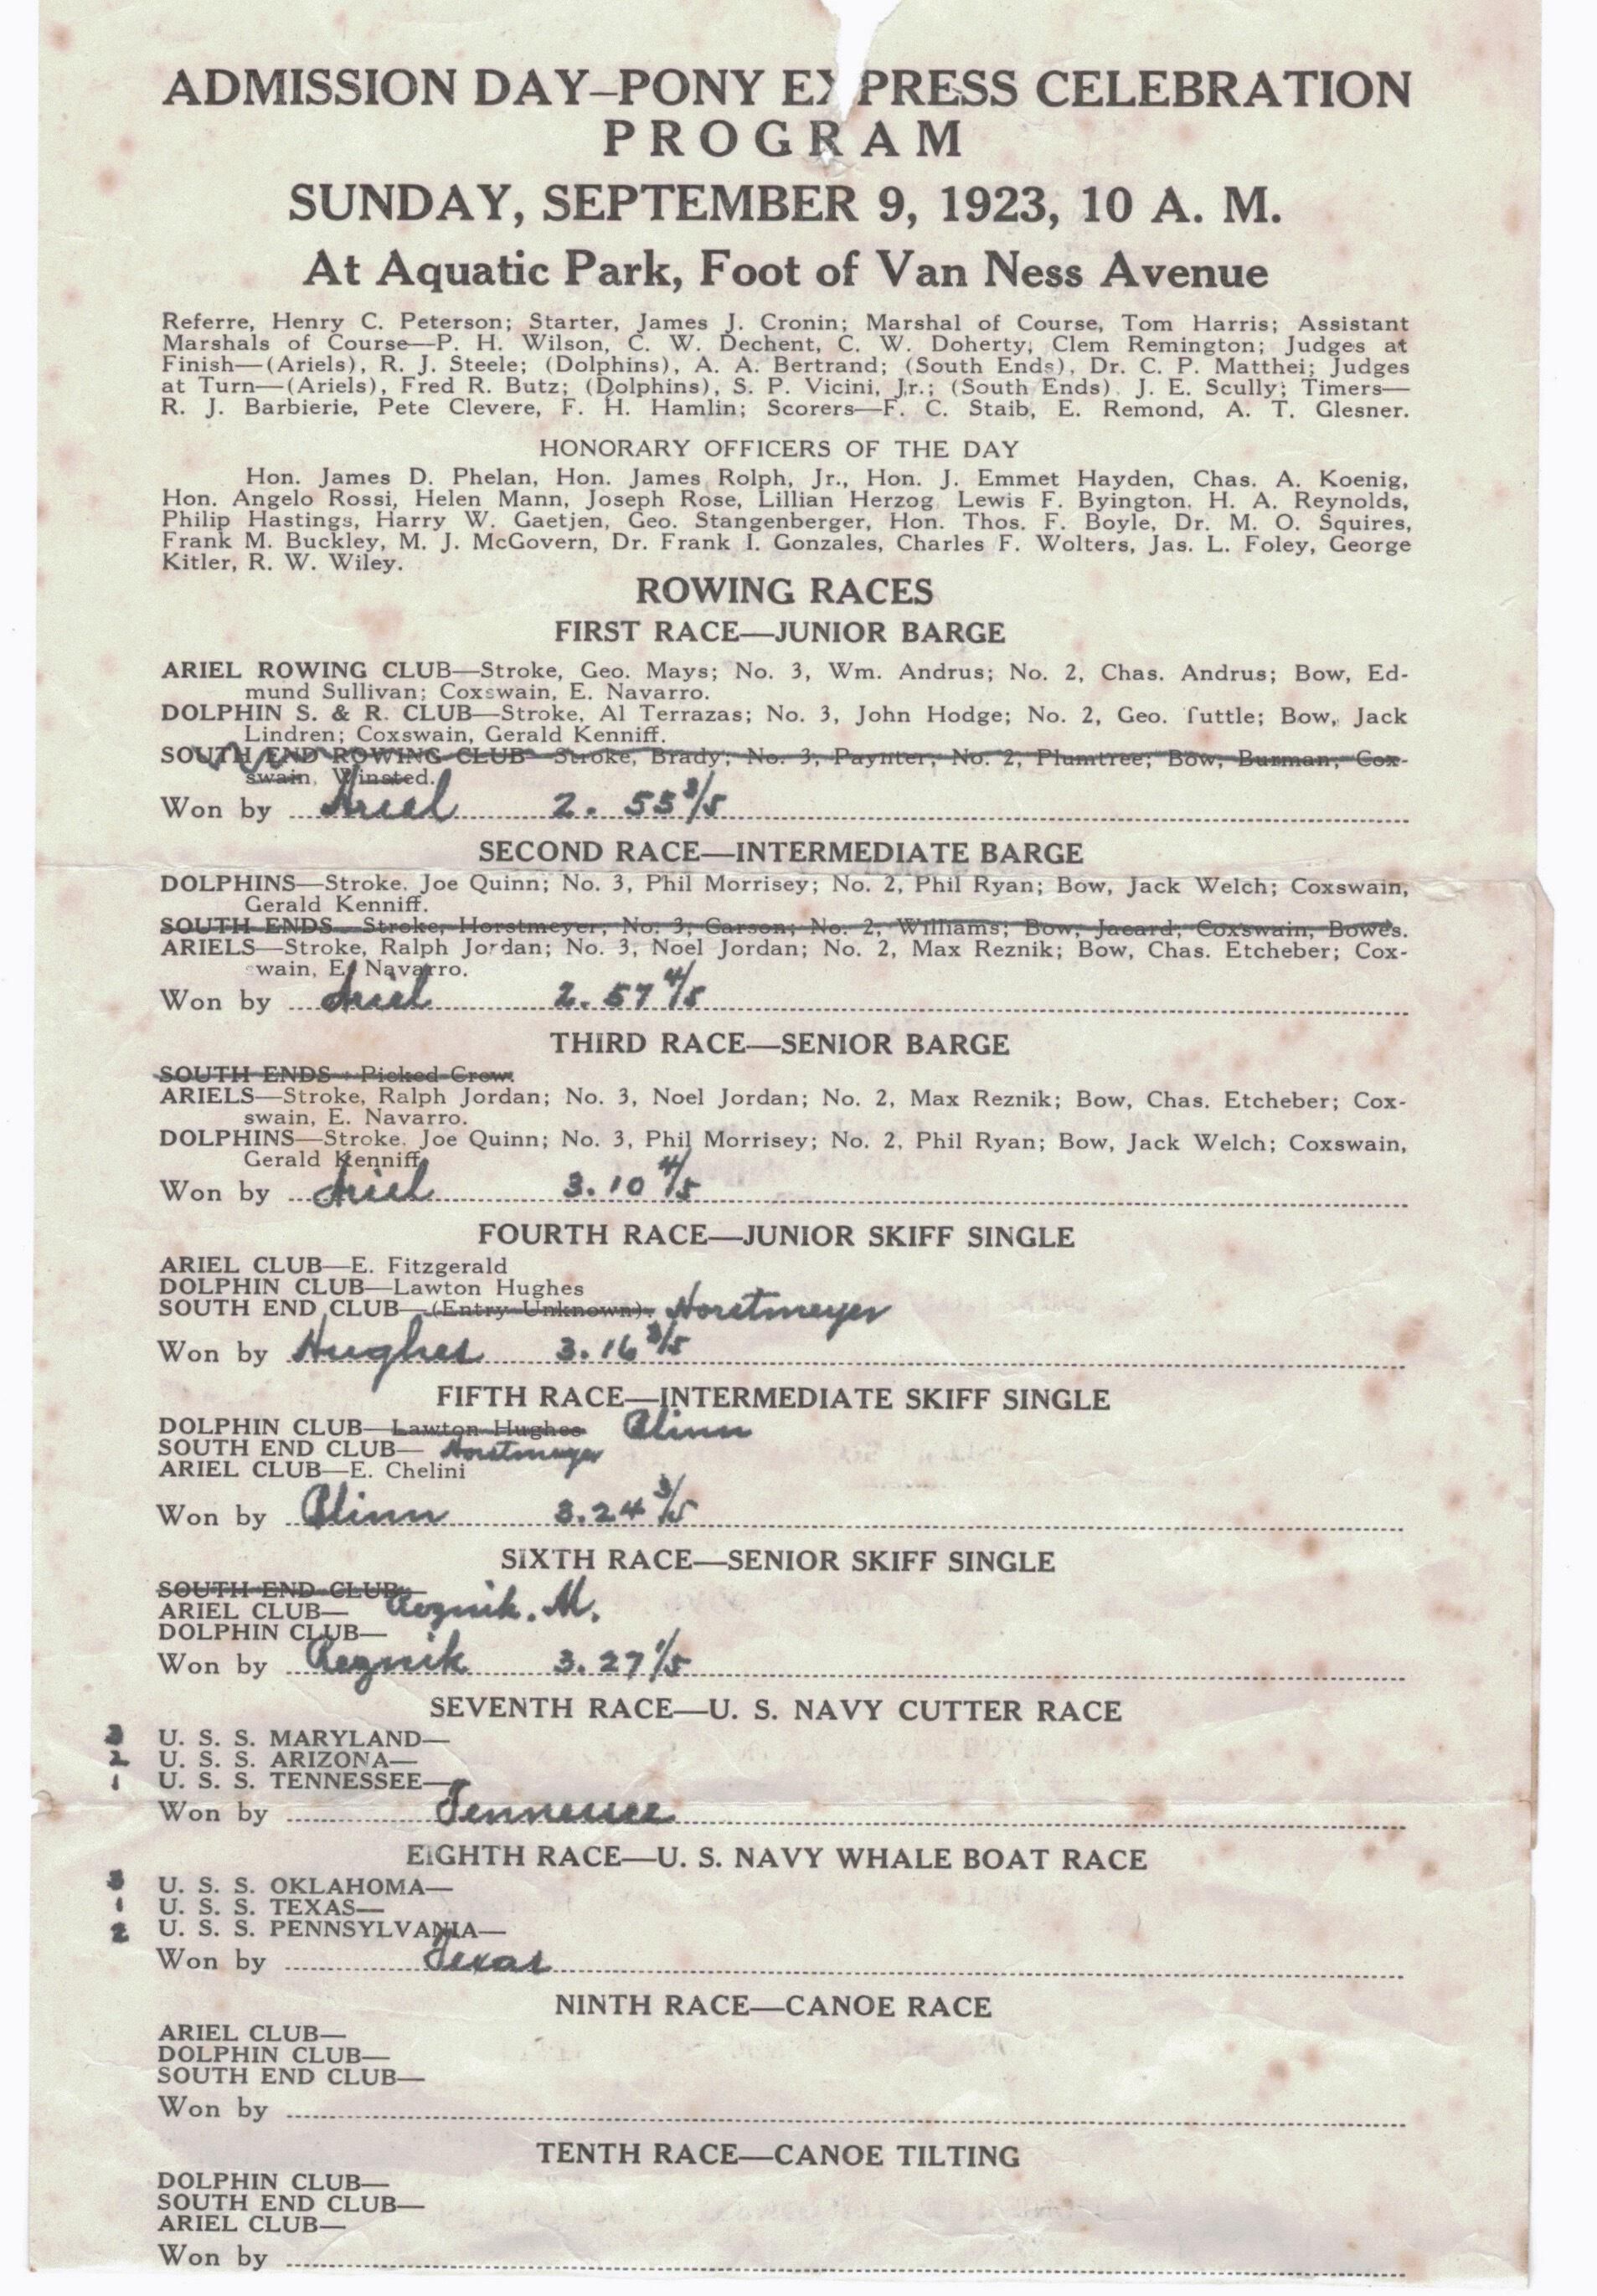 ADMISSION DAY–PONY EXPRESS CELEBRATION
PROGRAM
SUNDAY, SEPTEMBER 9, 1923, 10 A. M.
At Aquatic Park, Foot of Van Ness Avenue
Referre, Henry C. Peterson; Starter, James J. Cronin; Marshal of Course, Tom Harris; Assistant
Marshals of Course—P. H. Wilson, C. W. Dechent, C. W. Doherty, Clem Remington; Judges at
Finish—(Ariels), R. J. Steele; (Dolphins), A. A. Bertrand; (South Ends), Dr. C. P. Matthei; Judges
at Turn—(Ariels), Fred R. Butz; (Dolphins), S. P. Vicini, Jr.; (South Ends), J. E. Scully; Timers—
R. J. Barbierie, Pete Clevere, F. H. Hamlin; Scorers—F. C. Staib, E. Remond, A. T. Glesner.
HONORARY OFFICERS OF THE DAY
Hon. James D. Phelan, Hon. James Rolph, Jr., Hon. J. Emmet Hayden, Chas. A. Koenig,
Hon. Angelo Rossi, Helen Mann, Joseph Rose, Lillian Herzog, Lewis F. Byington, H. A. Reynolds,
Philip Hastings, Harry W. Gaetjen, Geo. Stangenberger, Hon. Thos. F. Boyle, Dr. M. O. Squires,
Frank M. Buckley, M. J. McGovern, Dr. Frank I. Gonzales, Charles F. Wolters, Jas. L. Foley, George
Kitler, R. W. Wiley.
ROWING RACES
FIRST RACE—JUNIOR BARGE
ARIEL ROWING CLUB—Stroke, Geo. Mays; No. 3, Wm. Andrus; No. 2, Chas. Andrus; Bow, Ed-
mund Sullivan; Coxswain, E. Navarro.
DOLPHIN S. & R. CLUB—Stroke, Al Terrazas; No. 3, John Hodge; No. 2, Geo. Tuttle; Bow, Jack
Lindren; Coxswain, Gerald Kenniff.
SOUTH END ROWING CLUB—Stroke, Brady; No. 3, Paynter; No. 2, Plumtree; Bow, Burman; Cox-
swain, Winsted.
Won by Ariel 2. 55 3/5
SECOND RACE—INTERMEDIATE BARGE
DOLPHINS—Stroke. Joe Quinn; No. 3, Phil Morrisey; No. 2, Phil Ryan; Bow, Jack Welch; Coxswain,
Gerald Kenniff.
SOUTH ENDS—Stroke, Horstmeyer, No. 3, Carson; No. 2, Williams; Bow, Jacard, Coxswain, Bowes.
ARIELS—Stroke, Ralph Jordan; No. 3, Noel Jordan; No. 2, Max Reznik; Bow, Chas. Etcheber; Cox-
swain, E. Navarro.
Won by Ariel 2. 57 4/5
THIRD RACE—SENIOR BARGE
SOUTH ENDS—Picked Crew.
ARIELS—Stroke, Ralph Jordan; No. 3, Noel Jordan; No. 2, Max Reznik; Bow, Chas. Etcheber; Cox-
swain, E. Navarro.
DOLPHINS—Stroke. Joe Quinn; No. 3, Phil Morrisey; No. 2, Phil Ryan; Bow, Jack Welch; Coxswain,
Gerald Kenniff.
Won by Ariel 3. 10 4/5
FOURTH RACE—JUNIOR SKIFF SINGLE
ARIEL CLUB—E. Fitzgerald
DOLPHIN CLUB—Lawton Hughes
SOUTH END CLUB—(Entry Unknown). Horstmeyer
Won by Hughes 3. 16 3/5
FIFTH RACE—INTERMEDIATE SKIFF SINGLE
DOLPHIN CLUB—Lawton Hughes Blinn
SOUTH END CLUB— Horstmeyer
ARIEL CLUB—E. Chelini
Won by Blinn 3. 24 3/5
SIXTH RACE—SENIOR SKIFF SINGLE
SOUTH END CLUB—
ARIEL CLUB— Reznik. M.
DOLPHIN CLUB—
Won by Reznik 3. 27 1/5
SEVENTH RACE—U. S. NAVY CUTTER RACE
3 U. S. S. MARYLAND—
2 U. S. S. ARIZONA—
1 U. S. S. TENNESSEE—
Won by Tennessee
EIGHTH RACE—U. S. NAVY WHALE BOAT RACE
3 U. S. S. OKLAHOMA—
1 U. S. S. TEXAS—
2 U. S. S. PENNSYLVANIA—
Won by Texas
NINTH RACE—CANOE RACE
ARIEL CLUB—
DOLPHIN CLUB—
SOUTH END CLUB—
Won by
TENTH RACE—CANOE TILTING
DOLPHIN CLUB—
SOUTH END CLUB—
ARIEL CLUB—
Won by